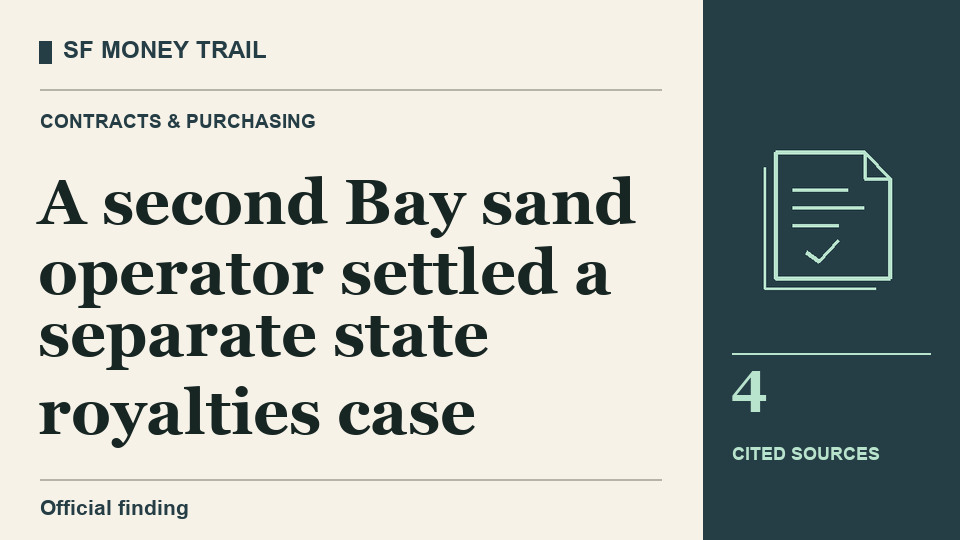 SF MONEY TRAIL
CONTRACTS & PURCHASING
A second Bay sand
operator settled a
separate state
royalties case
Official finding
4
CITED SOURCES